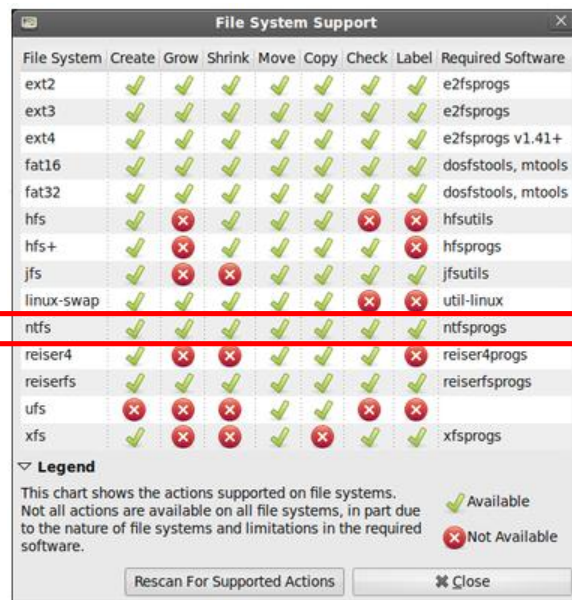 File System Support
File System Create Grow Shrink Move Copy Check Label Required Software
ext2 e2fsprogs
ext3 e2fsprogs
ext4 e2fsprogs v1.41+
fat16 dosfstools, mtools
fat32 dosfstools, mtools
hfs hfsutils
hfs+ hfsprogs
jfs jfsutils
linux-swap util-linux
ntfs ntfsprogs
reiser4 reiser4progs
reiserfs reiserfsprogs
ufs
xfs xfsprogs
Legend
This chart shows the actions supported on file systems.
Not all actions are available on all file systems, in part due
to the nature of file systems and limitations in the required
software.
Available
Not Available
Rescan For Supported Actions Close